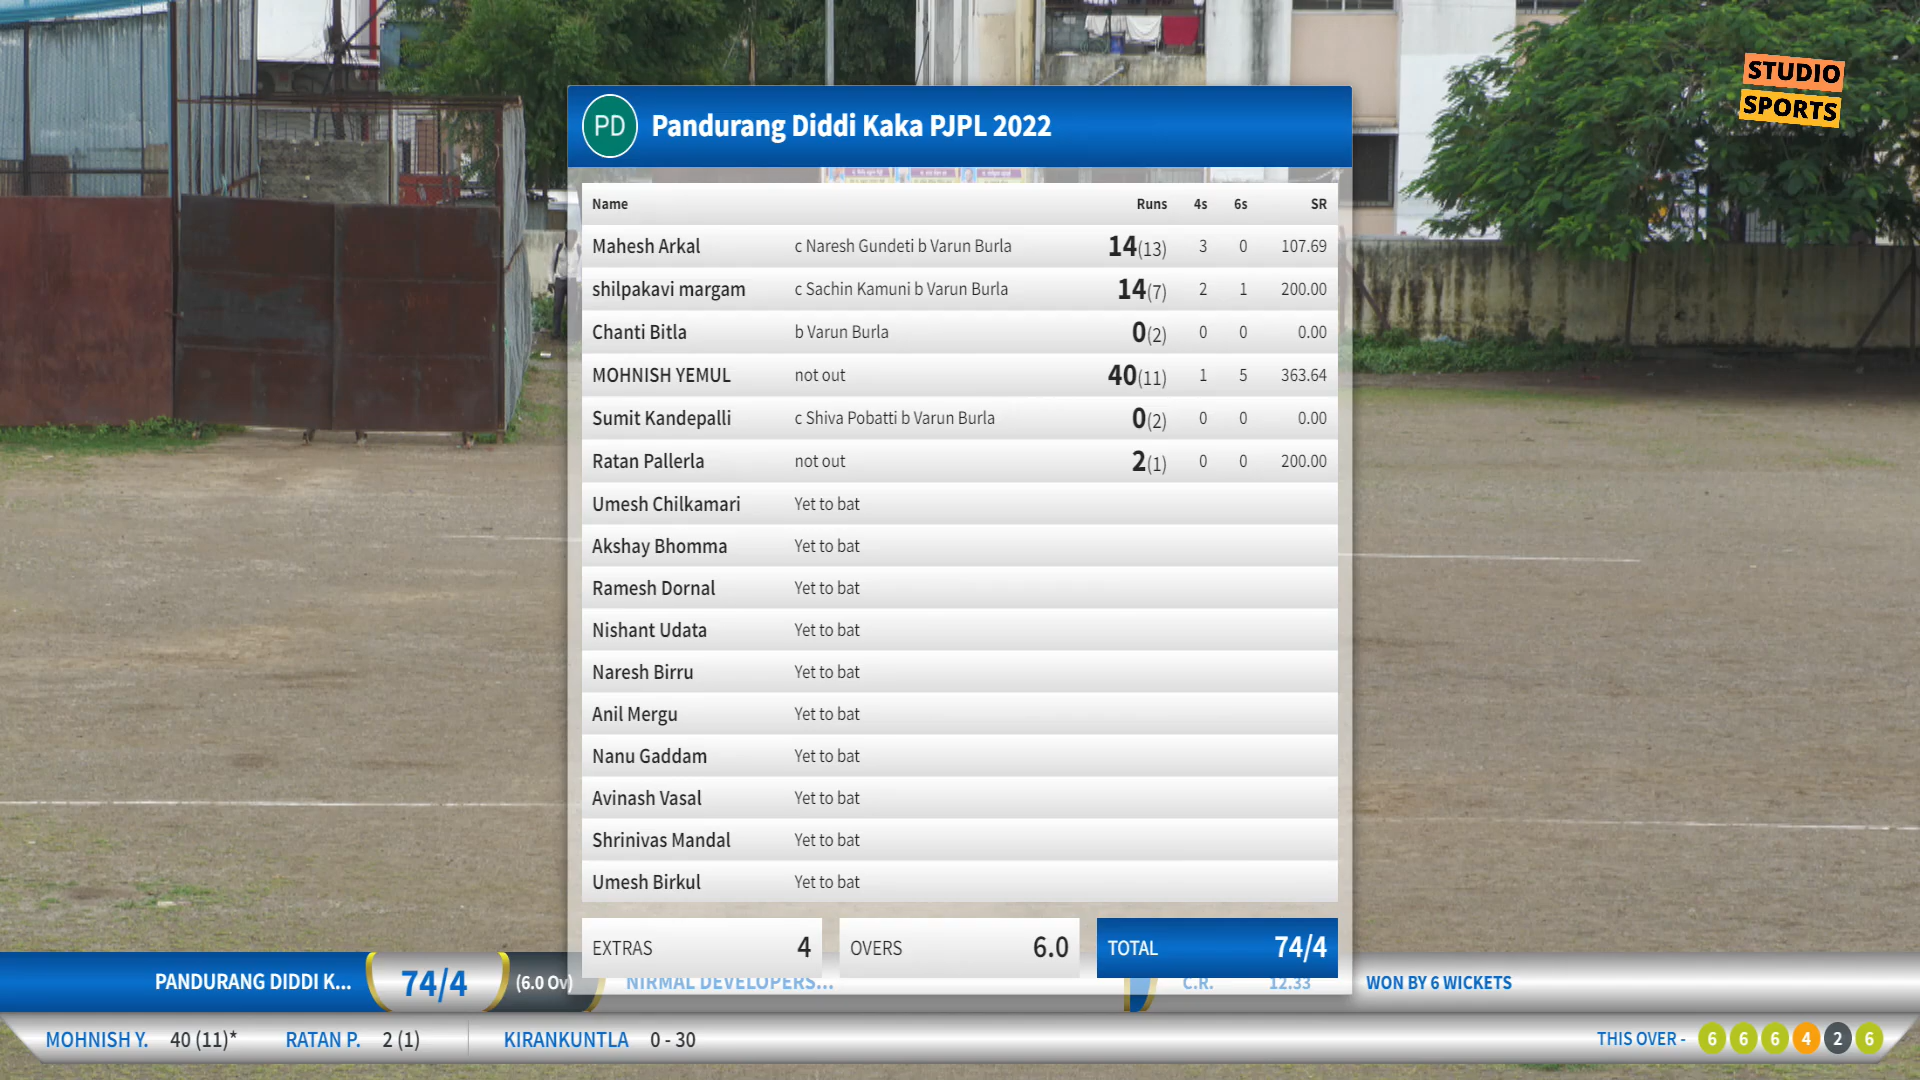 STUDIO
SPORTS
PD Pandurang Diddi Kaka PJPL 2022
Name Runs 4s 6s SR
Mahesh Arkal c Naresh Gundeti b Varun Burla 14(13) 3 0 107.69
shilpakavi margam c Sachin Kamuni b Varun Burla 14(7) 2 1 200.00
Chanti Bitla b Varun Burla 0(2) 0 0 0.00
MOHNISH YEMUL not out 40(11) 1 5 363.64
Sumit Kandepalli c Shiva Pobatti b Varun Burla 0(2) 0 0 0.00
Ratan Pallerla not out 2(1) 0 0 200.00
Umesh Chilkamari Yet to bat
Akshay Bhomma Yet to bat
Ramesh Dornal Yet to bat
Nishant Udata Yet to bat
Naresh Birru Yet to bat
Anil Mergu Yet to bat
Nanu Gaddam Yet to bat
Avinash Vasal Yet to bat
Shrinivas Mandal Yet to bat
Umesh Birkul Yet to bat
EXTRAS 4 OVERS 6.0 TOTAL 74/4
PANDURANG DIDDI K... 74/4 (6.0 Ov) NIRMAL DEVELOPERS... C.R. 12.33 WON BY 6 WICKETS
MOHNISH Y. 40 (11)* RATAN P. 2 (1) KIRANKUNTLA 0 - 30 THIS OVER - 6 6 6 4 2 6